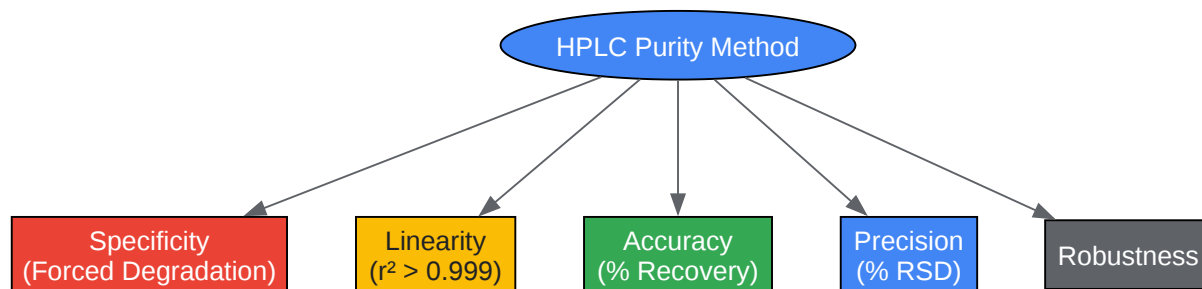 HPLC Purity Method
Specificity
(Forced Degradation)
Linearity
(r² > 0.999)
Accuracy
(% Recovery)
Precision
(% RSD)
Robustness